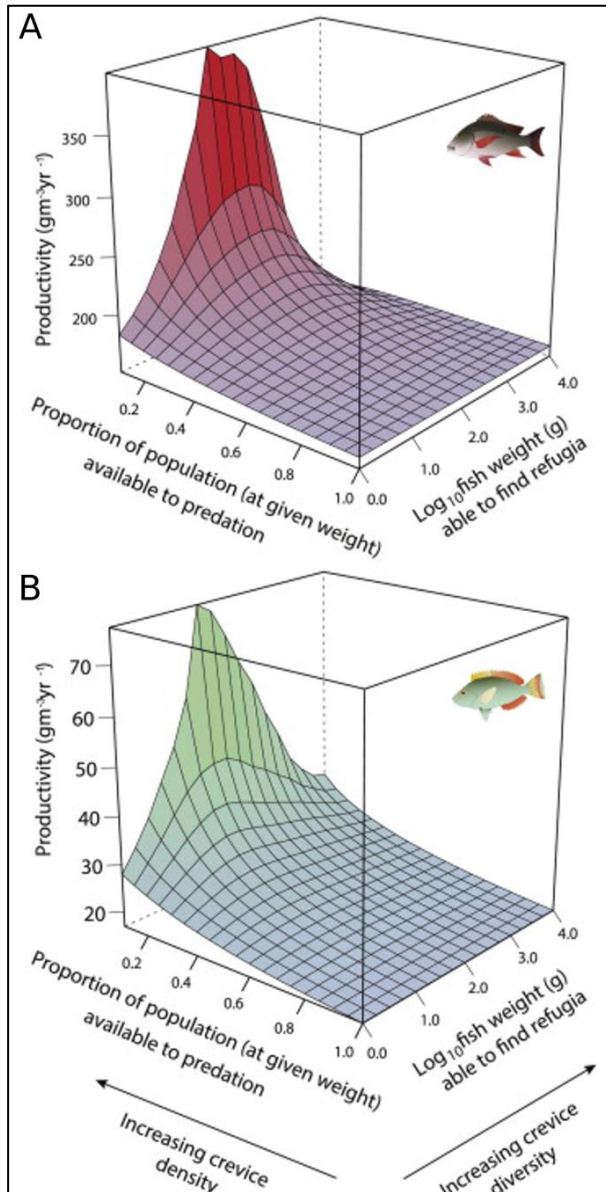 A
350
300
250
200
Productivity (gm⁻³yr ⁻¹)
0.2
0.4
0.6
0.8
1.0
Proportion of population (at given weight)
available to predation
0.0
1.0
2.0
3.0
4.0
Log₁₀fish weight (g)
able to find refugia
B
70
60
50
40
30
20
Productivity (gm⁻³yr ⁻¹)
0.2
0.4
0.6
0.8
1.0
Proportion of population (at given weight)
available to predation
0.0
1.0
2.0
3.0
4.0
Log₁₀fish weight (g)
able to find refugia
Increasing crevice
density
Increasing crevice
diversity